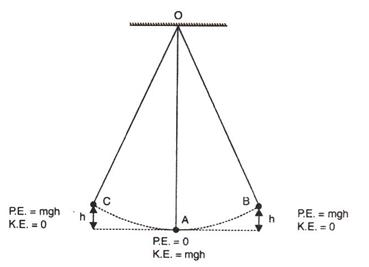 O
C
B
A
h
h
P.E. = mgh
K.E. = 0
P.E. = mgh
K.E. = 0
P.E. = 0
K.E. = mgh